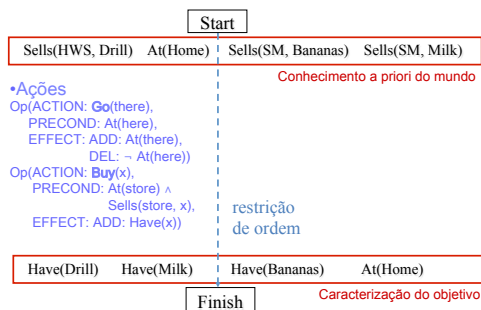 Start
Sells(HWS, Drill) At(Home) Sells(SM, Bananas) Sells(SM, Milk)
Conhecimento a priori do mundo
•Ações
Op(ACTION: Go(there),
PRECOND: At(here),
EFFECT: ADD: At(there),
DEL: ¬ At(here))
Op(ACTION: Buy(x),
PRECOND: At(store) ∧
Sells(store, x),
EFFECT: ADD: Have(x))
restrição
de ordem
Have(Drill) Have(Milk) Have(Bananas) At(Home)
Caracterização do objetivo
Finish